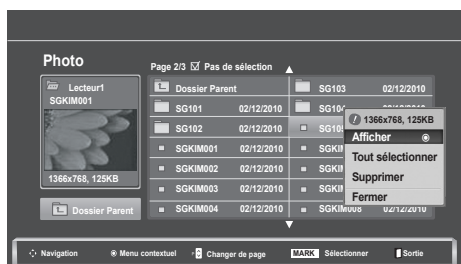 Photo
Page 2/3 Pas de sélection
Lecteur1
SGKIM001
1366x768, 125KB
Dossier Parent
Dossier Parent
SG101 02/12/2010
SG102 02/12/2010
SGKIM001 02/12/2010
SGKIM002 02/12/2010
SGKIM003 02/12/2010
SGKIM004 02/12/2010
SG103 02/12/2010
SG104
SGKIM008 02/12/2010
1366x768, 125KB
Afficher
Tout sélectionner
Supprimer
Fermer
Navigation
Menu contextuel
Changer de page
MARK Sélectionner
Sortie